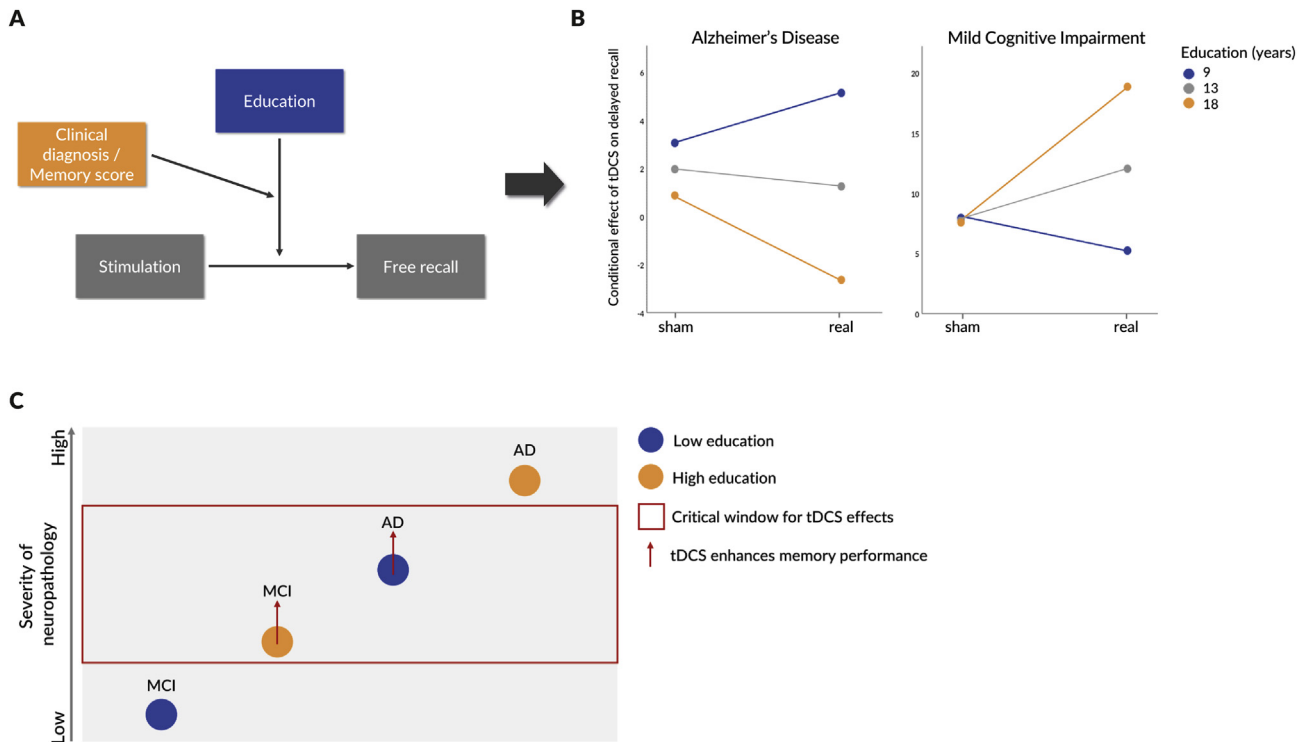 A
Education
Clinical
diagnosis /
Memory score
Stimulation
Free recall
B
Alzheimer's Disease
Mild Cognitive Impairment
Conditional effect of tDCS on delayed recall
6
4
2
0
-2
-4
sham
real
20
15
10
5
0
sham
real
Education (years)
9
13
18
C
High
Severity of
neuropathology
Low
AD
AD
MCI
MCI
Low education
High education
Critical window for tDCS effects
tDCS enhances memory performance